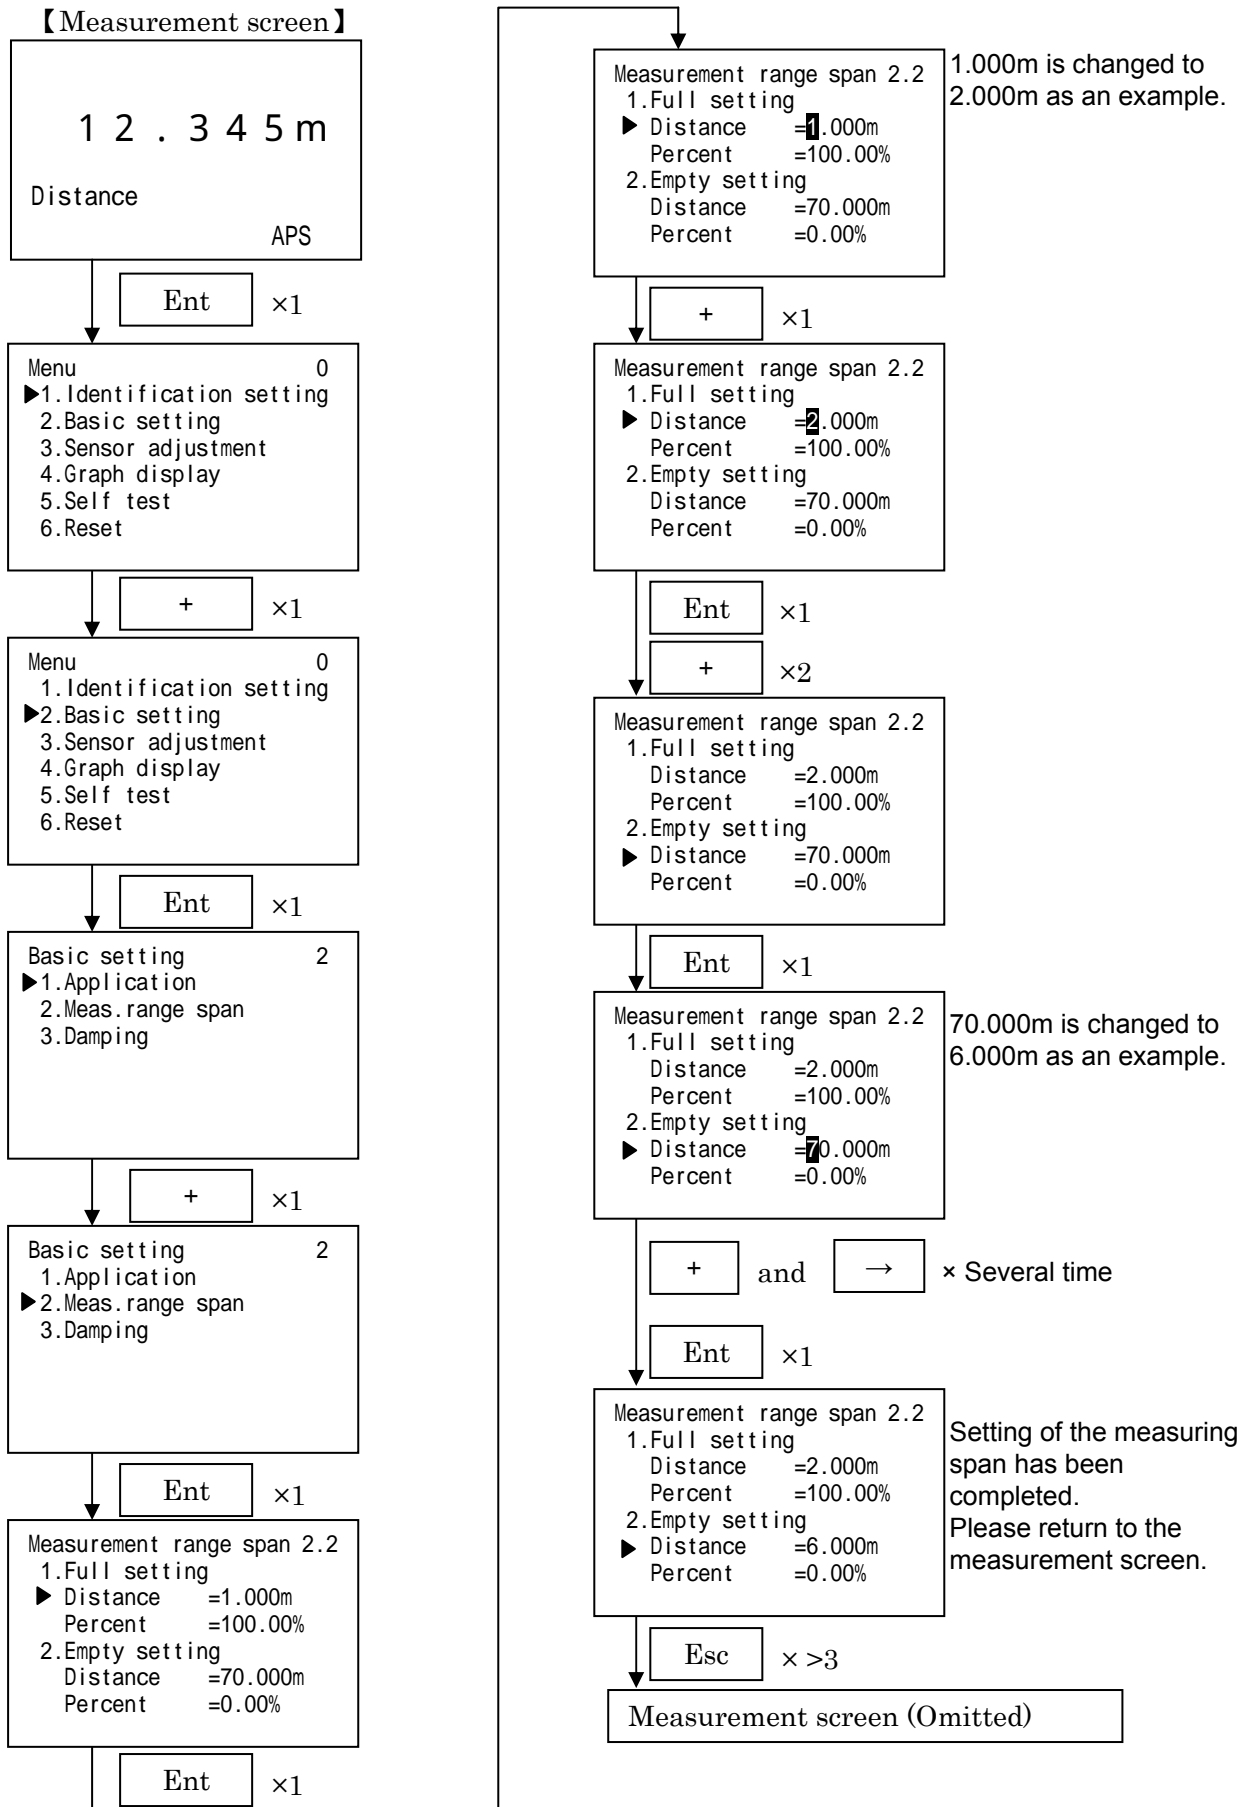 【Measurement screen】
12.345m
Distance
APS
Ent ×1
Menu 0
▶1.Identification setting
2.Basic setting
3.Sensor adjustment
4.Graph display
5.Self test
6.Reset
+ ×1
Menu 0
1.Identification setting
▶2.Basic setting
3.Sensor adjustment
4.Graph display
5.Self test
6.Reset
Ent ×1
Basic setting 2
▶1.Application
2.Meas.range span
3.Damping
+ ×1
Basic setting 2
1.Application
▶2.Meas.range span
3.Damping
Ent ×1
Measurement range span 2.2
1.Full setting
▶ Distance =1.000m
Percent =100.00%
2.Empty setting
Distance =70.000m
Percent =0.00%
Ent ×1
Measurement range span 2.2
1.Full setting
▶ Distance =1.000m
Percent =100.00%
2.Empty setting
Distance =70.000m
Percent =0.00%
1.000m is changed to
2.000m as an example.
+ ×1
Measurement range span 2.2
1.Full setting
▶ Distance =2.000m
Percent =100.00%
2.Empty setting
Distance =70.000m
Percent =0.00%
Ent ×1
+ ×2
Measurement range span 2.2
1.Full setting
Distance =2.000m
Percent =100.00%
2.Empty setting
▶ Distance =70.000m
Percent =0.00%
Ent ×1
Measurement range span 2.2
1.Full setting
Distance =2.000m
Percent =100.00%
2.Empty setting
▶ Distance =70.000m
Percent =0.00%
70.000m is changed to
6.000m as an example.
+ and → × Several time
Ent ×1
Measurement range span 2.2
1.Full setting
Distance =2.000m
Percent =100.00%
2.Empty setting
▶ Distance =6.000m
Percent =0.00%
Setting of the measuring
span has been
completed.
Please return to the
measurement screen.
Esc × >3
Measurement screen (Omitted)